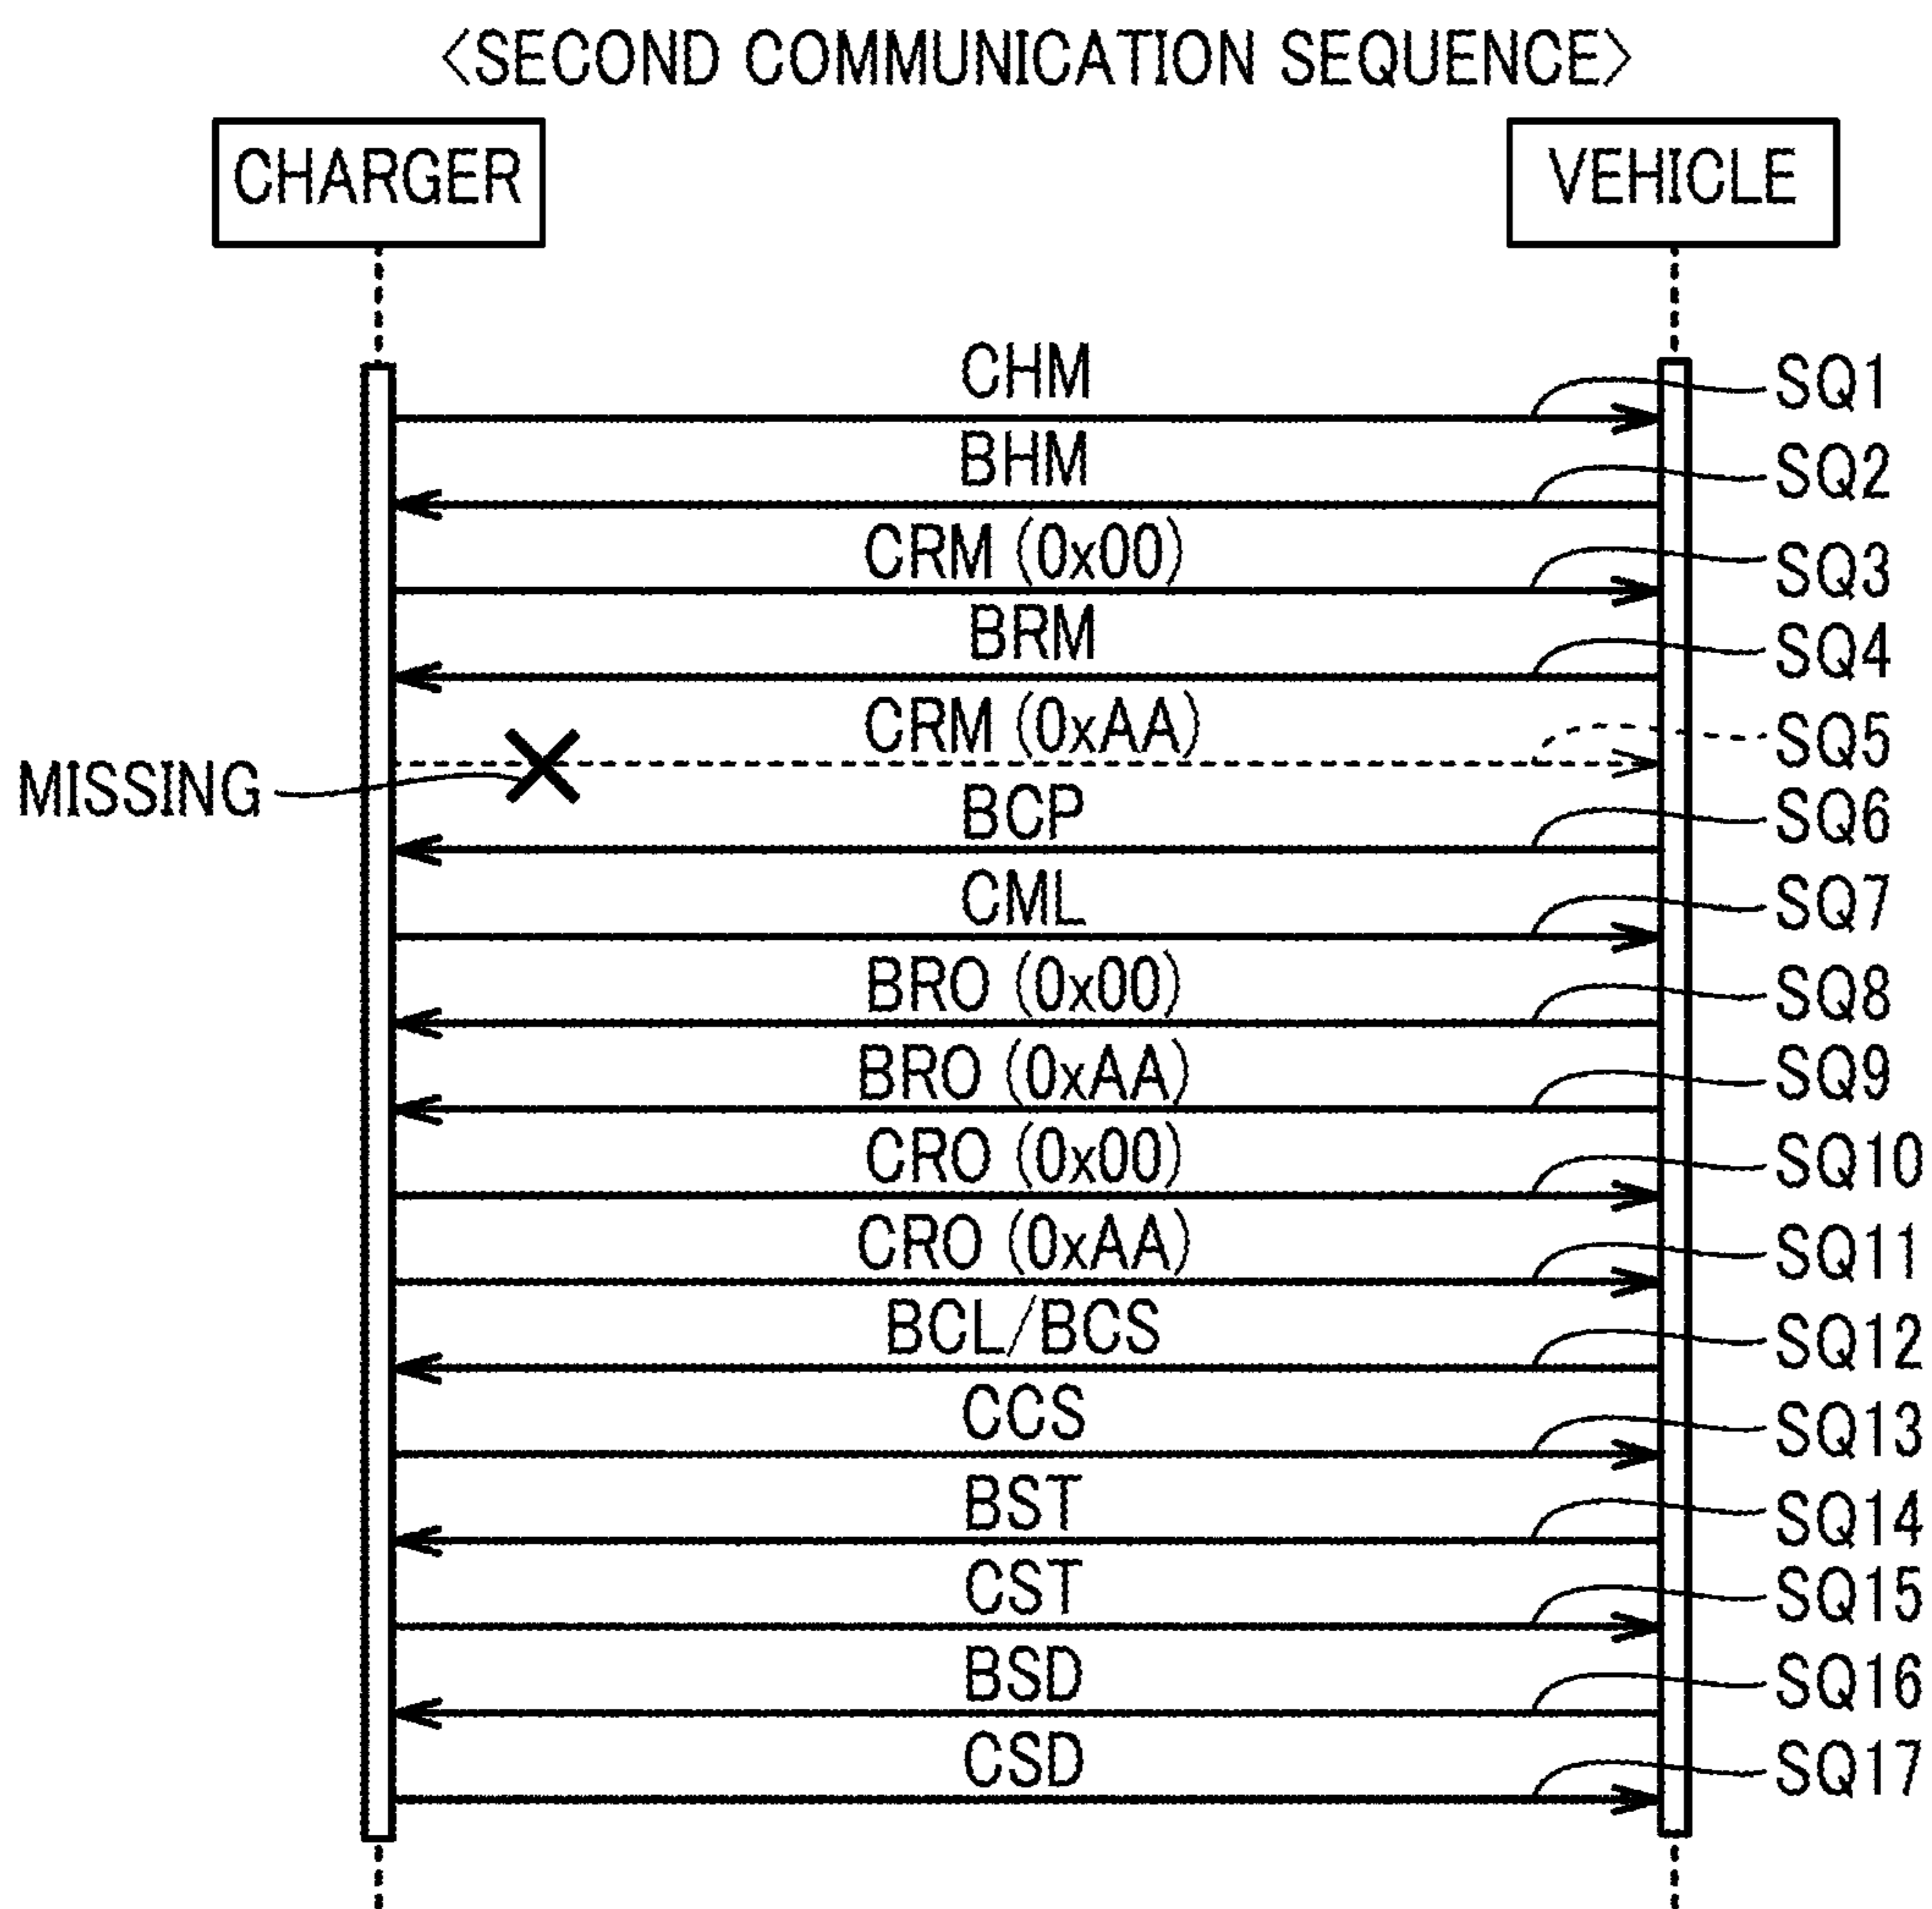 <SECOND COMMUNICATION SEQUENCE>
CHARGER VEHICLE
CHM SQ1
BHM SQ2
CRM (0x00) SQ3
BRM SQ4
CRM (0xAA) SQ5
MISSING
BCP SQ6
CML SQ7
BRO (0x00) SQ8
BRO (0xAA) SQ9
CRO (0x00) SQ10
CRO (0xAA) SQ11
BCL/BCS SQ12
CCS SQ13
BST SQ14
CST SQ15
BSD SQ16
CSD SQ17